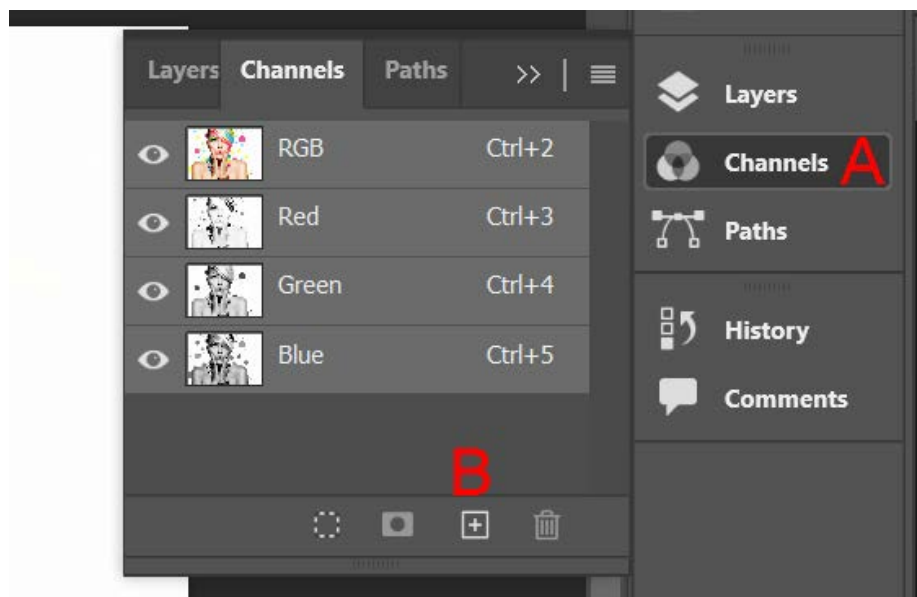 Layers Channels Paths
RGB Ctrl+2
Red Ctrl+3
Green Ctrl+4
Blue Ctrl+5
B
Layers
Channels A
Paths
History
Comments